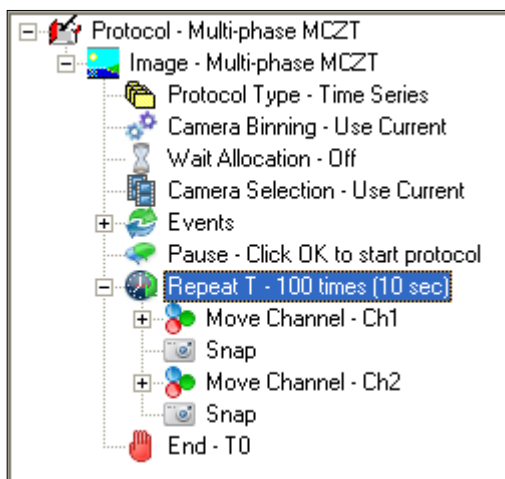 Protocol - Multi-phase MCZT
Image - Multi-phase MCZT
Protocol Type - Time Series
Camera Binning - Use Current
Wait Allocation - Off
Camera Selection - Use Current
Events
Pause - Click OK to start protocol
Repeat T - 100 times (10 sec)
Move Channel - Ch1
Snap
Move Channel - Ch2
Snap
End - T0